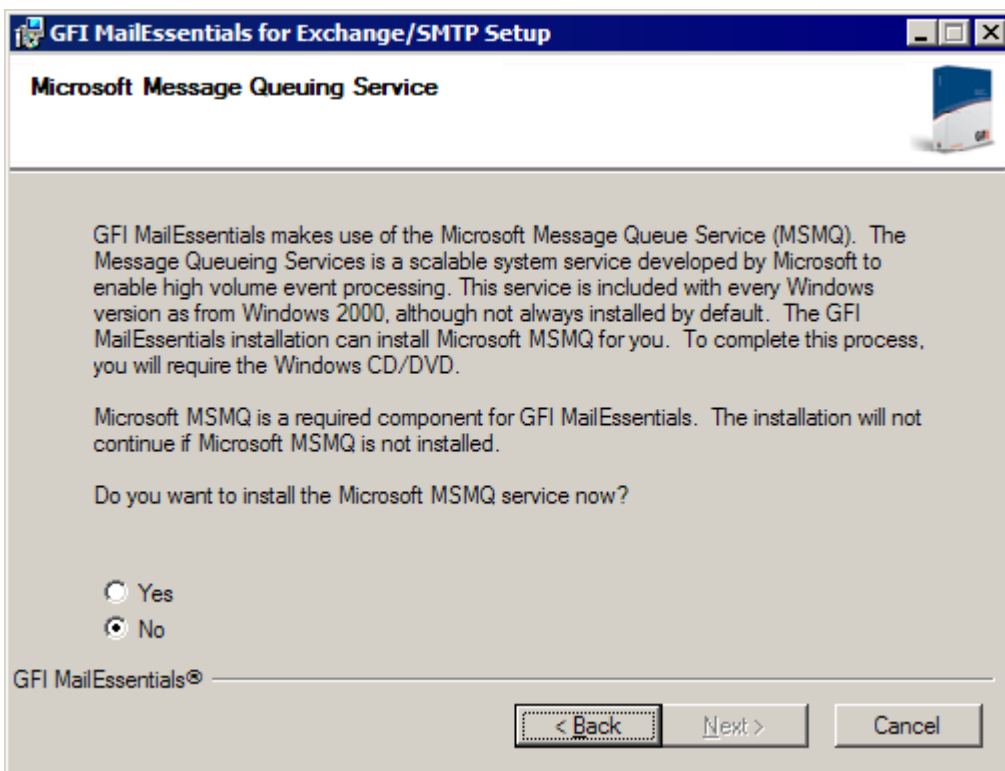 GFI MailEssentials for Exchange/SMTP Setup
Microsoft Message Queuing Service
GFI
GFI MailEssentials makes use of the Microsoft Message Queue Service (MSMQ).  The
Message Queueing Services is a scalable system service developed by Microsoft to
enable high volume event processing. This service is included with every Windows
version as from Windows 2000, although not always installed by default.  The GFI
MailEssentials installation can install Microsoft MSMQ for you.  To complete this process,
you will require the Windows CD/DVD.
Microsoft MSMQ is a required component for GFI MailEssentials.  The installation will not
continue if Microsoft MSMQ is not installed.
Do you want to install the Microsoft MSMQ service now?
Yes
No
GFI MailEssentials®
< Back Next > Cancel